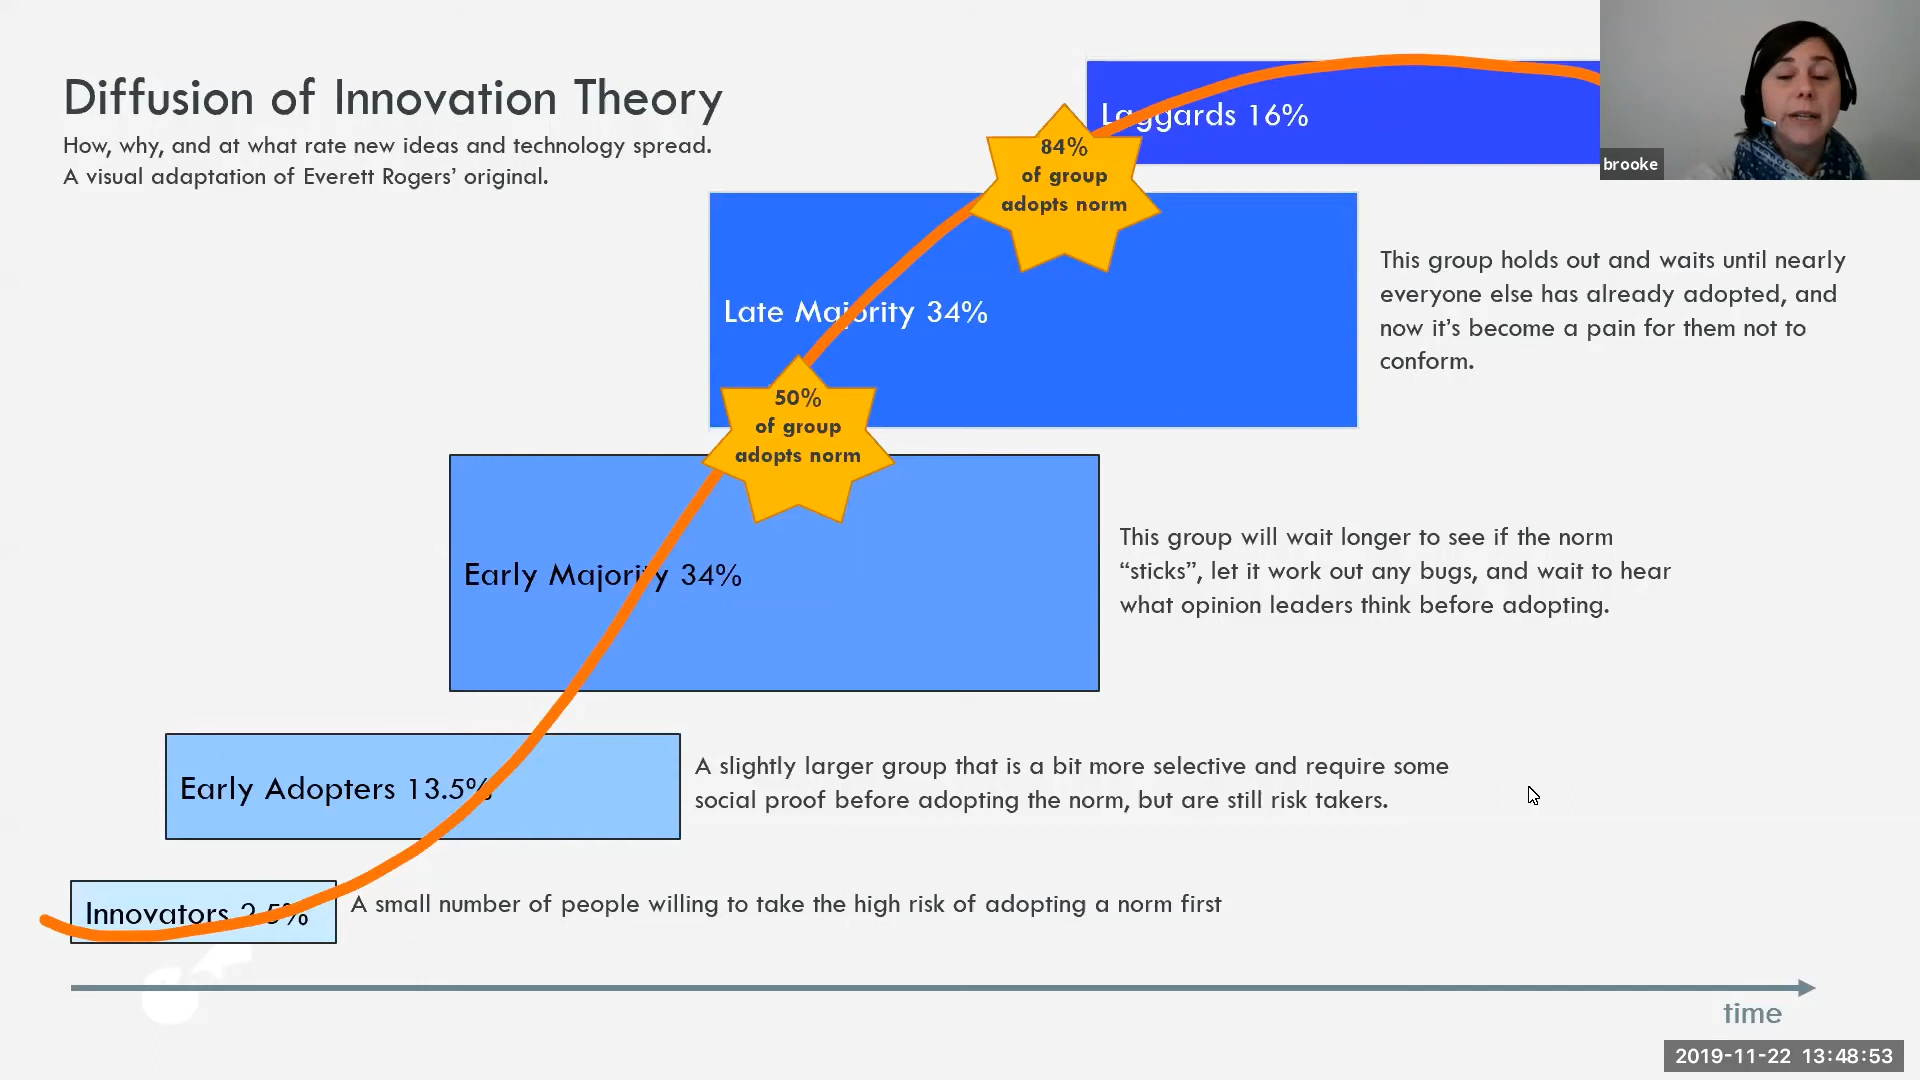 Diffusion of Innovation Theory
How, why, and at what rate new ideas and technology spread.
A visual adaptation of Everett Rogers’ original.
Laggards 16%
brooke
84%
of group
adopts norm
Late Majority 34%
This group holds out and waits until nearly
everyone else has already adopted, and
now it’s become a pain for them not to
conform.
50%
of group
adopts norm
Early Majority 34%
This group will wait longer to see if the norm
“sticks”, let it work out any bugs, and wait to hear
what opinion leaders think before adopting.
Early Adopters 13.5%
A slightly larger group that is a bit more selective and require some
social proof before adopting the norm, but are still risk takers.
Innovators 2.5%
A small number of people willing to take the high risk of adopting a norm first
time
2019-11-22 13:48:53